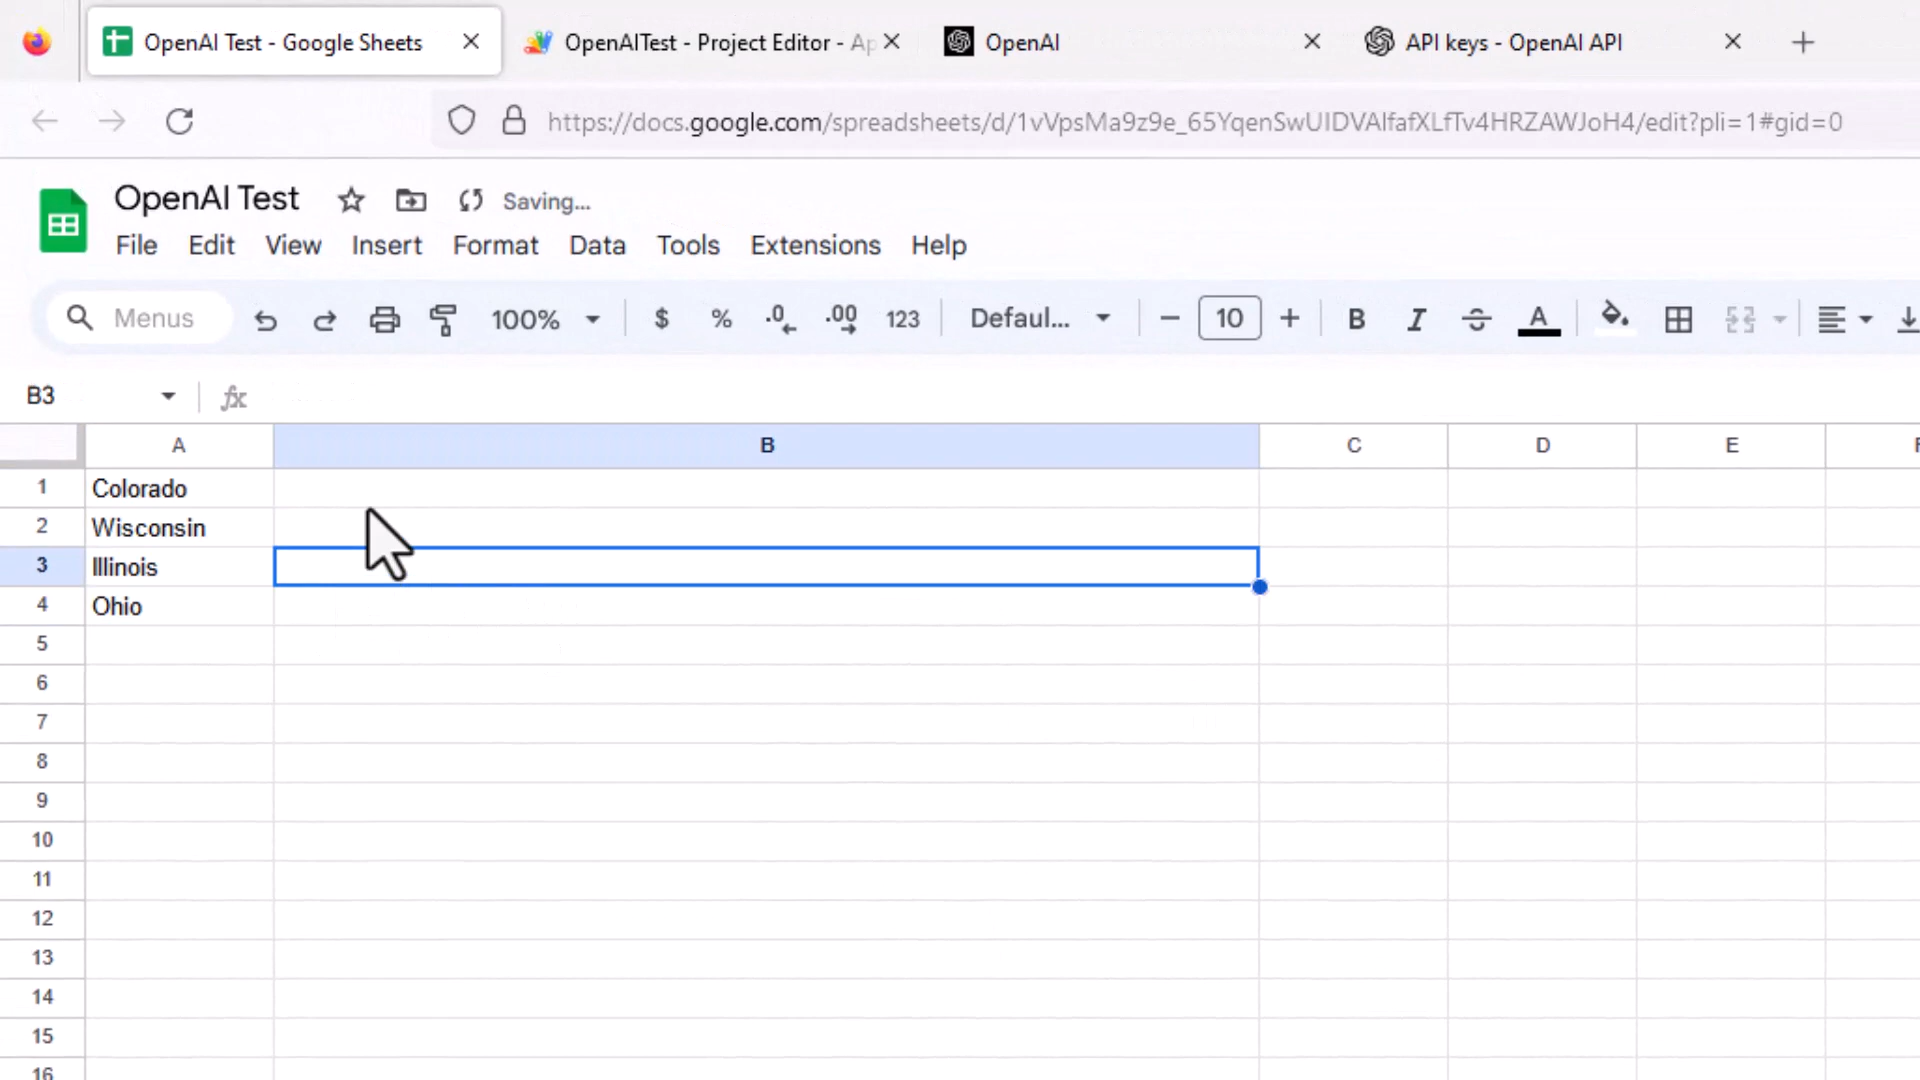 OpenAI Test - Google Sheets
OpenAITest - Project Editor - Ap
OpenAI
API keys - OpenAI API
https://docs.google.com/spreadsheets/d/1vVpsMa9z9e_65YqenSwUIDVAlfafXLfTv4HRZAWJoH4/edit?pli=1#gid=0
OpenAI Test Saving...
File Edit View Insert Format Data Tools Extensions Help
Menus 100% $ % .0 .00 123 Defaul... 10 B I S A
B3 fx
A B C D E F
1 Colorado
2 Wisconsin
3 Illinois
4 Ohio
5
6
7
8
9
10
11
12
13
14
15
16